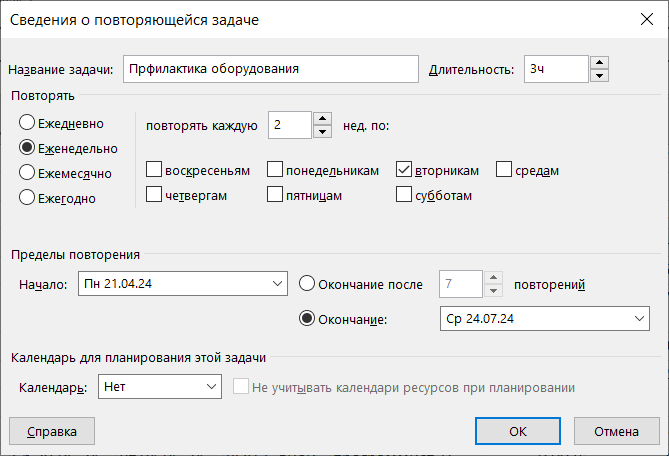 Сведения о повторяющейся задаче
Название задачи: Прфилактика оборудования Длительность: 3ч
Повторять
Ежедневно повторять каждую 2 нед. по:
Еженедельно
воскресеньям понедельникам вторникам средам
Ежемесячно
четвергам пятницам субботам
Ежегодно
Пределы повторения
Начало: Пн 21.04.24 Окончание после 7 повторений
Окончание: Ср 24.07.24
Календарь для планирования этой задачи
Календарь: Нет Не учитывать календари ресурсов при планировании
Справка ОК Отмена